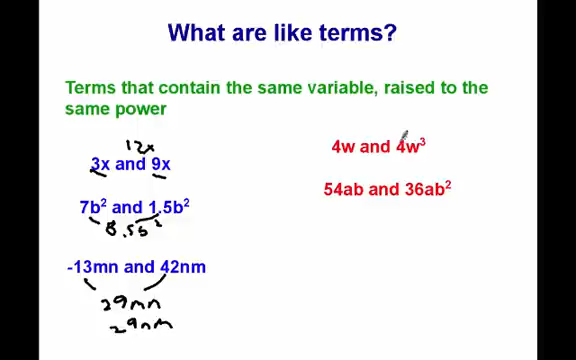 What are like terms?
Terms that contain the same variable, raised to the
same power
12x
3x and 9x
7b² and 1.5b²
8.5b²
-13mn and 42nm
29mn
29nm
4w and 4w³
54ab and 36ab²